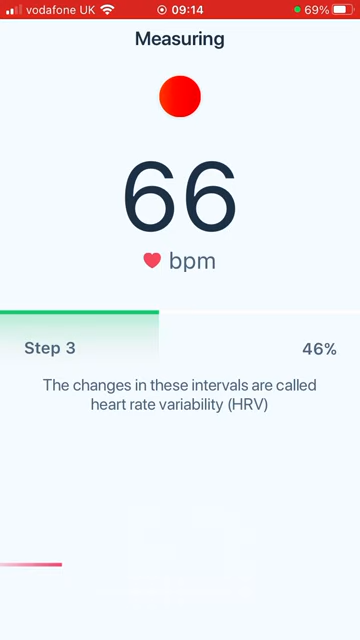 vodafone UK 09:14 69%
Measuring
66
bpm
Step 3 46%
The changes in these intervals are called
heart rate variability (HRV)